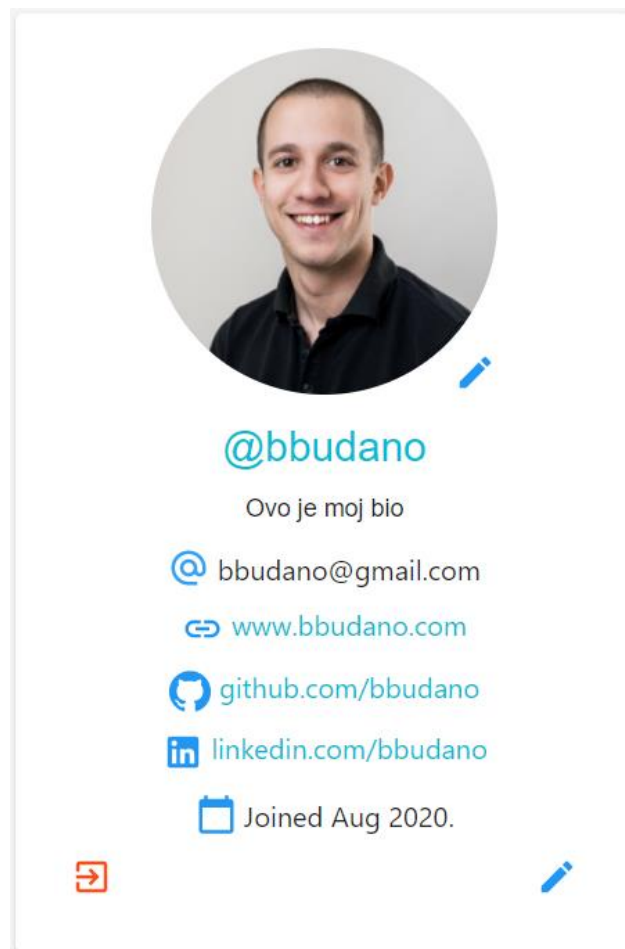 @bbudano
Ovo je moj bio
bbudano@gmail.com
www.bbudano.com
github.com/bbudano
in linkedin.com/bbudano
Joined Aug 2020.